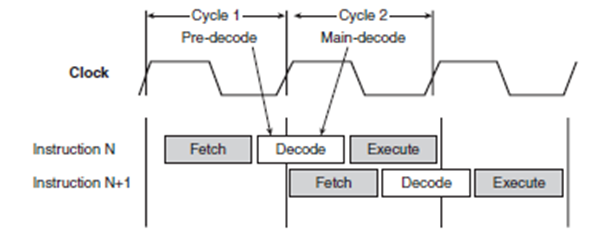 Cycle 1 Cycle 2
Pre-decode Main-decode
Clock
Instruction N Fetch Decode Execute
Instruction N+1 Fetch Decode Execute